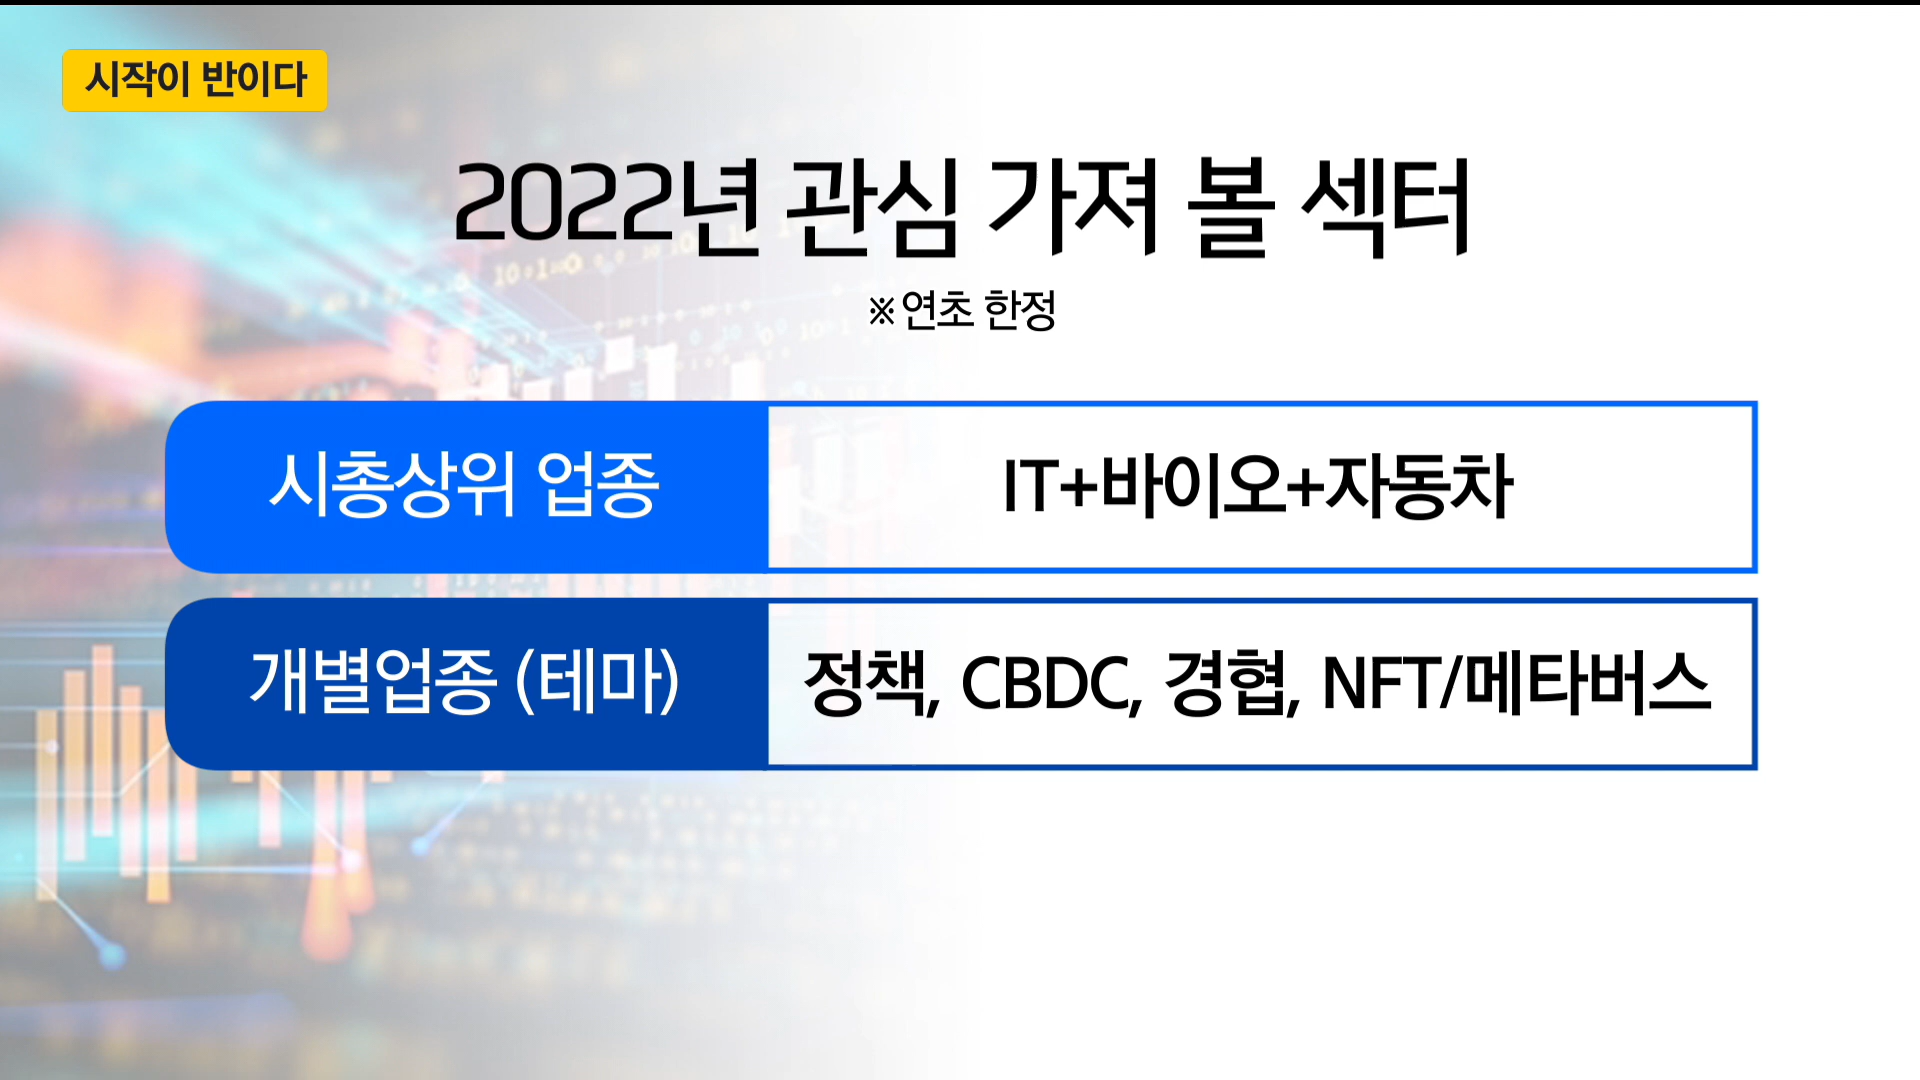 시작이 반이다
2022년 관심 가져 볼 섹터
※연초 한정
시총상위 업종
IT+바이오+자동차
개별업종 (테마)
정책, CBDC, 경협, NFT/메타버스